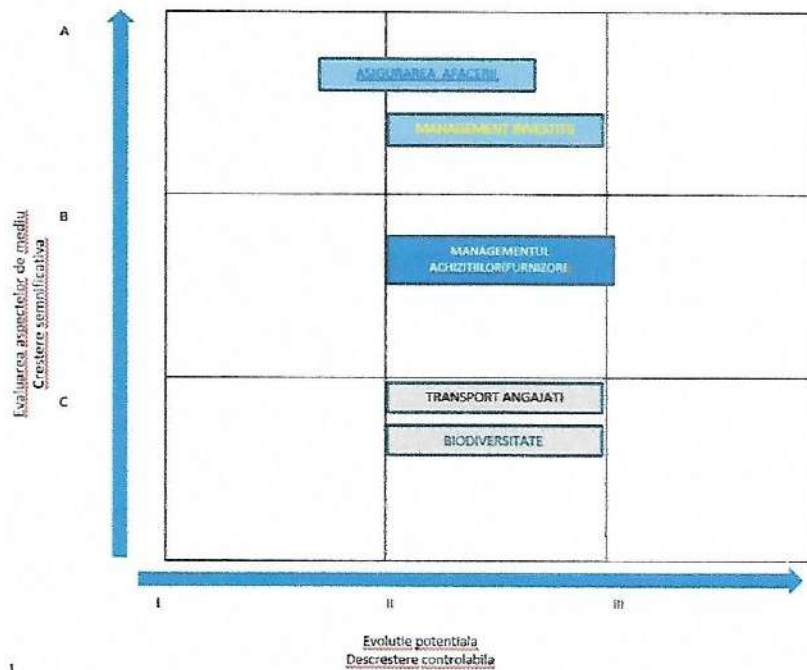 A
ASIGURAREA AFACERII
MANAGEMENT INVESTITII
B
MANAGEMENTUL
ACHIZITIILOR(FURNIZORI
C
TRANSPORT ANGAJATI
BIODIVERSITATE
Evaluarea aspectelor de mediu
Crestere semnificativa
i
ii
iii
Evolutie potentiala
Descrestere controlabila
1